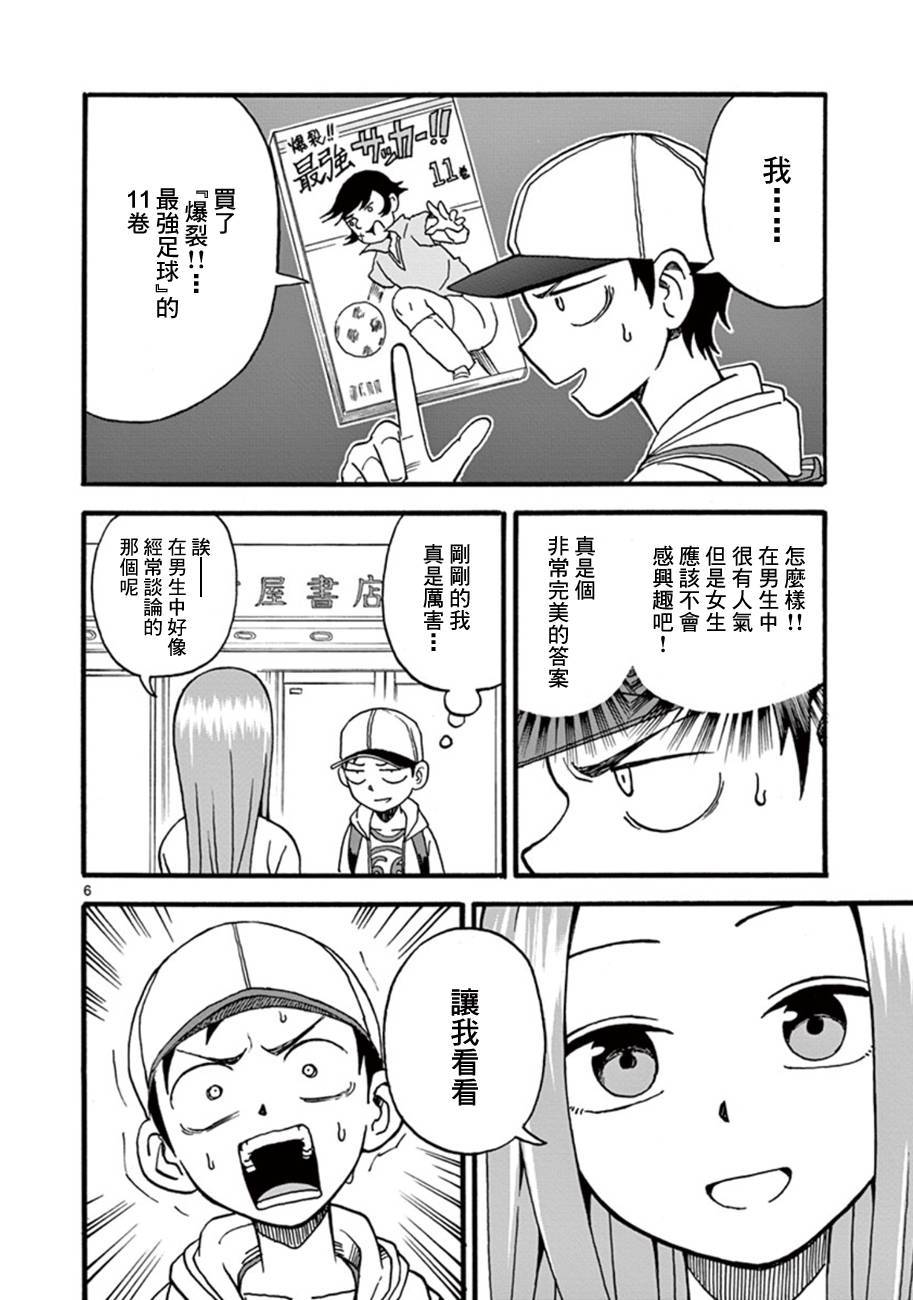 我……
買了
『爆裂!!…
最強足球』的
11卷
爆裂!!
最強サッカー!!
11巻
怎麼樣!!
在男生中
很有人氣
但是女生
應該不會
感興趣吧！
真是個
非常完美的答案
剛剛的我
真是厲害…
誒——
在男生中好像
經常談論的
那個呢
屋書店
讓我看看
6